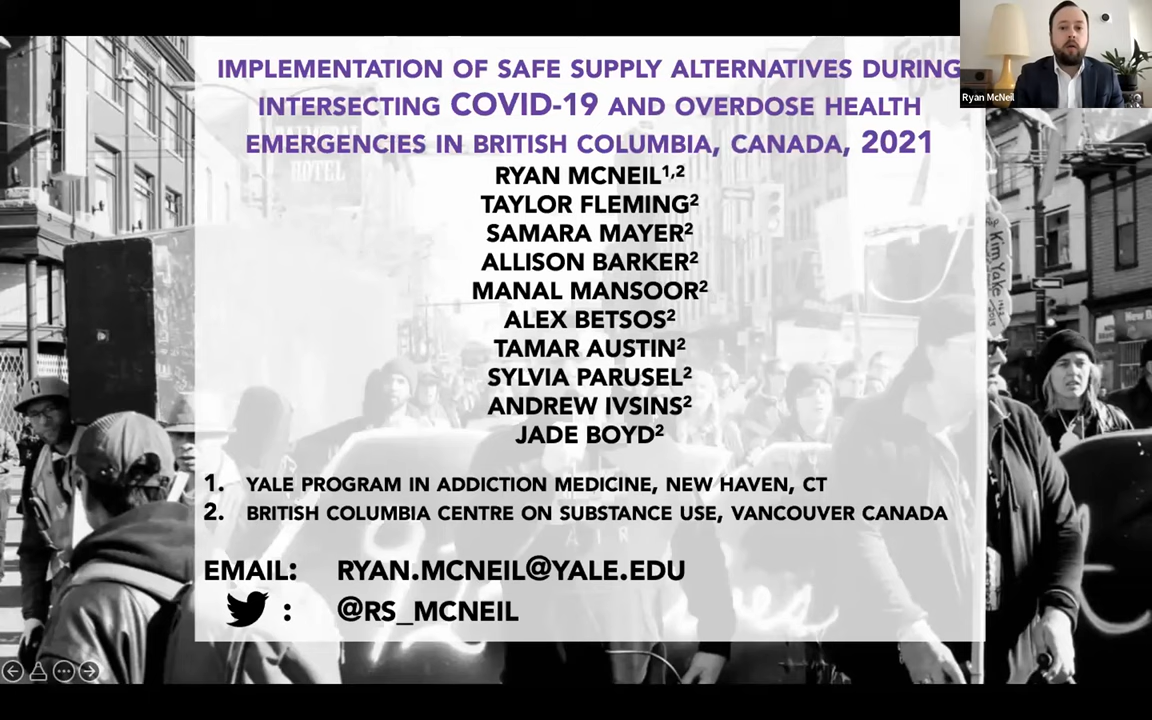 IMPLEMENTATION OF SAFE SUPPLY ALTERNATIVES DURING
INTERSECTING COVID-19 AND OVERDOSE HEALTH
EMERGENCIES IN BRITISH COLUMBIA, CANADA, 2021
RYAN MCNEIL1,2
TAYLOR FLEMING2
SAMARA MAYER2
ALLISON BARKER2
MANAL MANSOOR2
ALEX BETSOS2
TAMAR AUSTIN2
SYLVIA PARUSEL2
ANDREW IVSINS2
JADE BOYD2
1. YALE PROGRAM IN ADDICTION MEDICINE, NEW HAVEN, CT
2. BRITISH COLUMBIA CENTRE ON SUBSTANCE USE, VANCOUVER CANADA
EMAIL: RYAN.MCNEIL@YALE.EDU
: @RS_MCNEIL
Ryan McNeil
HOTEL
AIR
Kim Yake